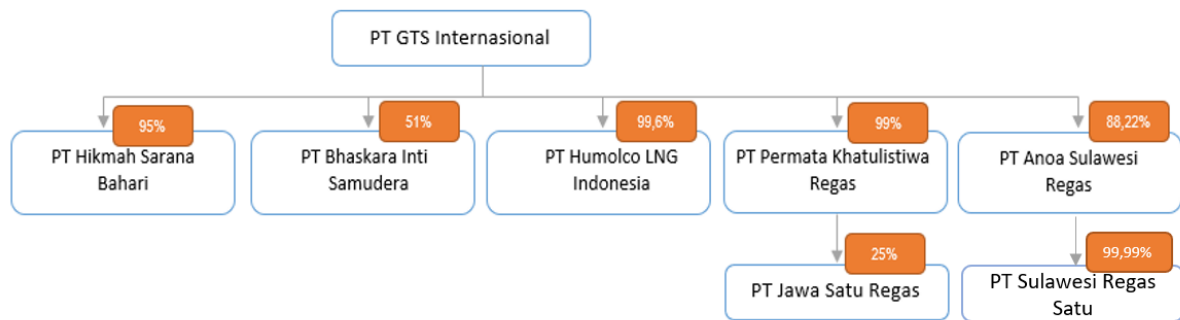 PT GTS Internasional
95%
PT Hikmah Sarana
Bahari
51%
PT Bhaskara Inti
Samudera
99,6%
PT Humolco LNG
Indonesia
99%
PT Permata Khatulistiwa
Regas
88,22%
PT Anoa Sulawesi
Regas
25%
PT Jawa Satu Regas
99,99%
PT Sulawesi Regas
Satu